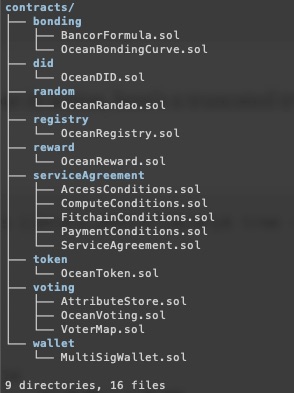 contracts/
├── bonding
│   ├── BancorFormula.sol
│   └── OceanBondingCurve.sol
├── did
│   └── OceanDID.sol
├── random
│   └── OceanRandao.sol
├── registry
│   └── OceanRegistry.sol
├── reward
│   └── OceanReward.sol
├── serviceAgreement
│   ├── AccessConditions.sol
│   ├── ComputeConditions.sol
│   ├── FitchainConditions.sol
│   ├── PaymentConditions.sol
│   └── ServiceAgreement.sol
├── token
│   └── OceanToken.sol
├── voting
│   ├── AttributeStore.sol
│   ├── OceanVoting.sol
│   └── VoterMap.sol
└── wallet
    └── MultiSigWallet.sol
9 directories, 16 files